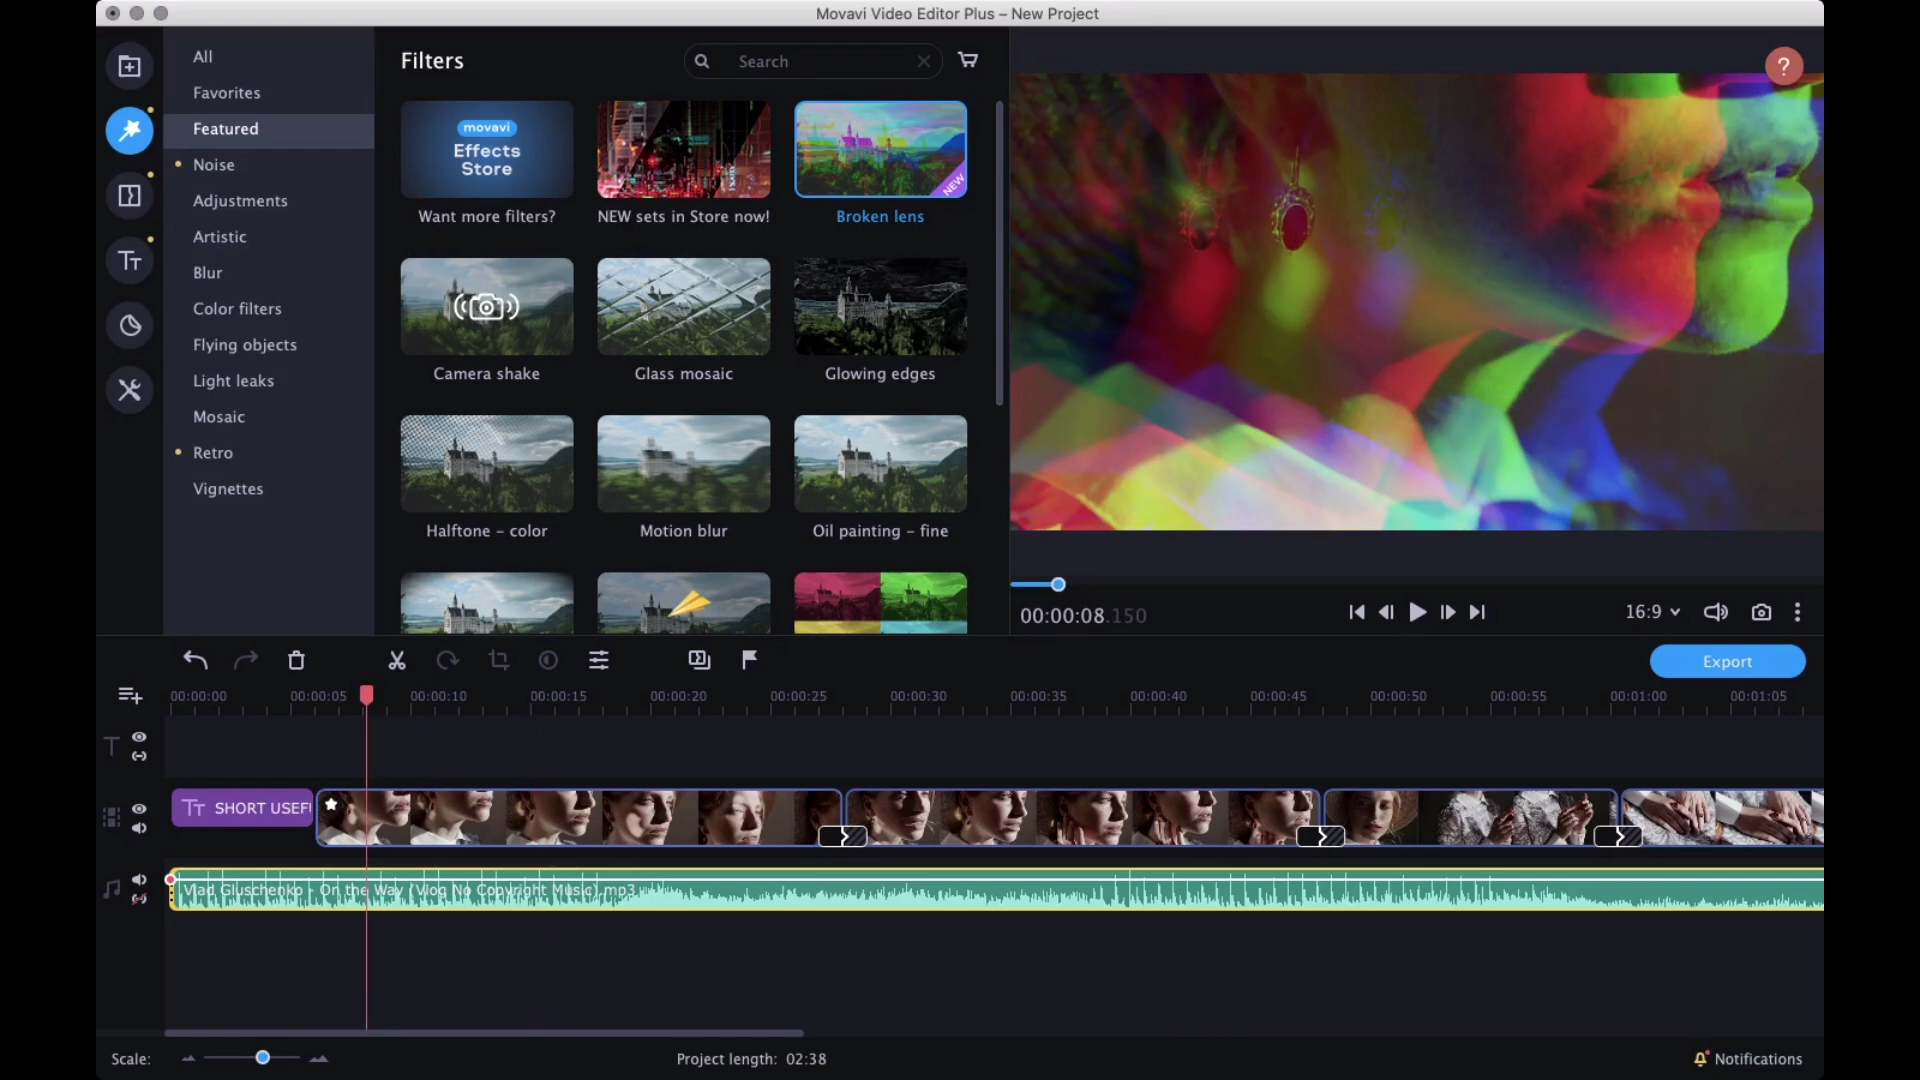 Movavi Video Editor Plus – New Project
All
Favorites
Featured
Noise
Adjustments
Artistic
Blur
Color filters
Flying objects
Light leaks
Mosaic
Retro
Vignettes
Filters
Search
?
movavi
Effects
Store
NEW
Want more filters?
NEW sets in Store now!
Broken lens
Camera shake
Glass mosaic
Glowing edges
Halftone – color
Motion blur
Oil painting – fine
00:00:08.150
16:9
Export
00:00:00
00:00:05
00:00:10
00:00:15
00:00:20
00:00:25
00:00:30
00:00:35
00:00:40
00:00:45
00:00:50
00:00:55
00:01:00
00:01:05
SHORT USEF
Vlad Gluschenko - On the Way (Vlog No Copyright Music).mp3
Scale:
Project length: 02:38
Notifications